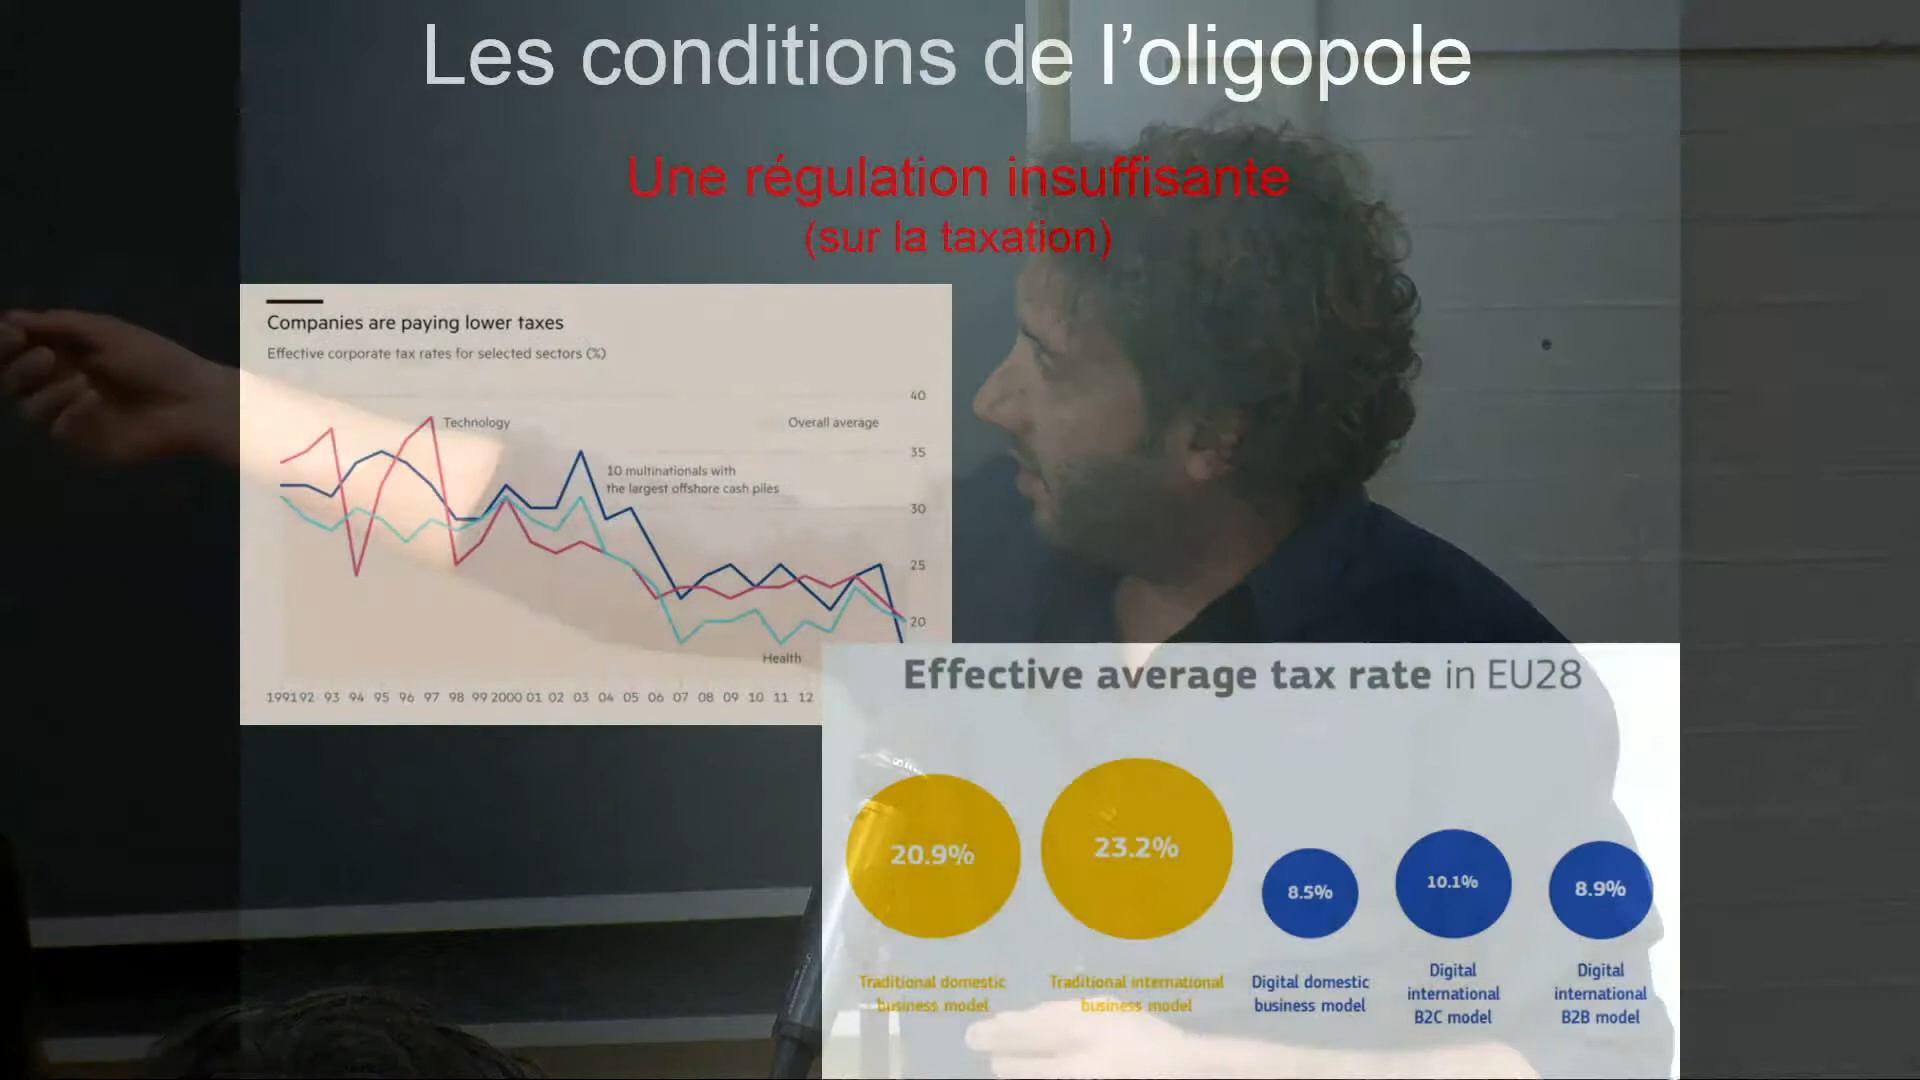 Les conditions de l’oligopole
Une régulation insuffisante
(sur la taxation)
Companies are paying lower taxes
Effective corporate tax rates for selected sectors (%)
40
Technology
Overall average
35
10 multinationals with
the largest offshore cash piles
30
25
20
Health
1991 92 93 94 95 96 97 98 99 2000 01 02 03 04 05 06 07 08 09 10 11 12
Effective average tax rate in EU28
20.9% 23.2% 8.5% 10.1% 8.9%
Traditional domestic
business model
Traditional international
business model
Digital domestic
business model
Digital
international
B2C model
Digital
international
B2B model